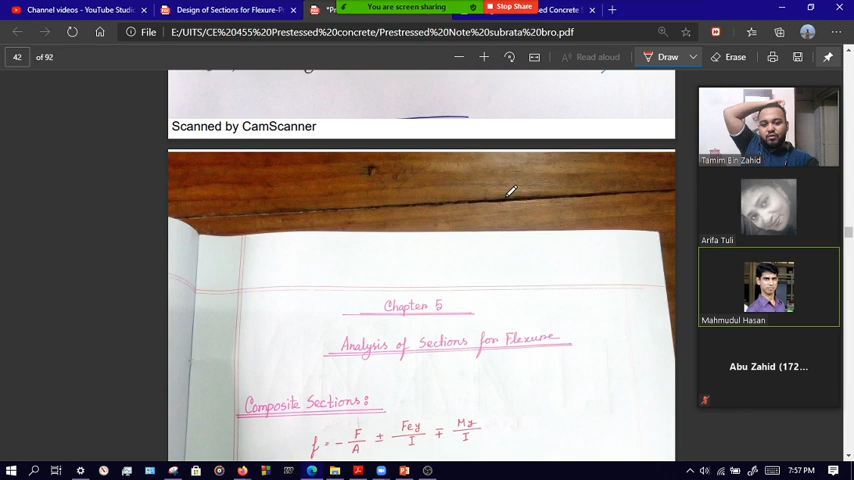 Channel videos - YouTube Studio
Design of Sections for Flexure-P
You are screen sharing
Stop Share
File
E:/UITS/CE%20455%20Prestessed%20concrete/Prestressed%20Note%20subrata%20bro.pdf
42 of 92
Read aloud
Draw
Erase
Scanned by CamScanner
Chapter 5
Analysis of Sections for Flexure
Composite Sections:
f = - F/A ± Fey/I ∓ My/I
Tamim Bin Zahid
Arifa Tuli
Mahmudul Hasan
Abu Zahid (172...
7:57 PM